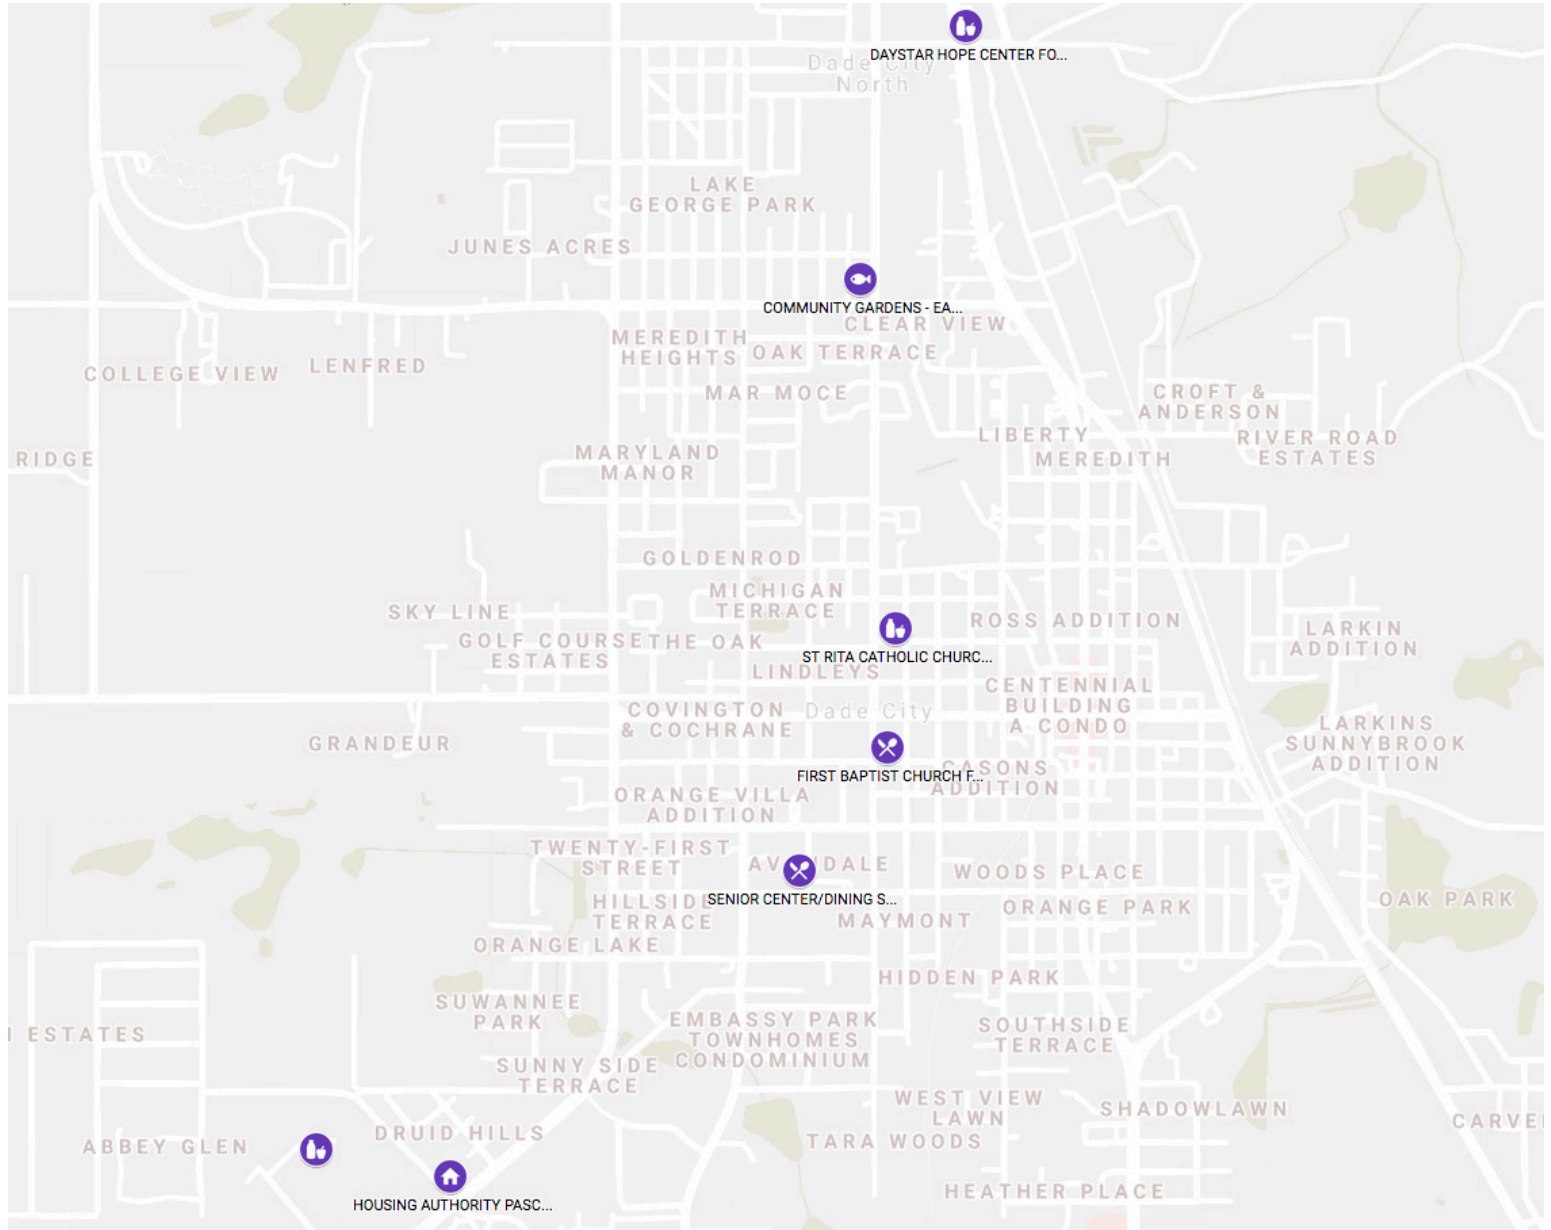 DAYSTAR HOPE CENTER FO...
Dade City
North
LAKE
GEORGE PARK
JUNES ACRES
COMMUNITY GARDENS - EA...
CLEAR VIEW
MEREDITH
HEIGHTS
OAK TERRACE
COLLEGE VIEW
LENFRED
MAR MOCE
CROFT &
ANDERSON
LIBERTY
MEREDITH
RIVER ROAD
ESTATES
RIDGE
MARYLAND
MANOR
GOLDENROD
MICHIGAN
TERRACE
SKY LINE
GOLF COURSE
ESTATES
THE OAK
ROSS ADDITION
LARKIN
ADDITION
ST RITA CATHOLIC CHURC...
LINDLEYS
CENTENNIAL
BUILDING
A CONDO
COVINGTON
& COCHRANE
Dade City
GRANDEUR
LARKINS
SUNNYBROOK
ADDITION
FIRST BAPTIST CHURCH F...
CASONS
ADDITION
ORANGE VILLA
ADDITION
TWENTY-FIRST
STREET
WOODS PLACE
HILLSIDE
TERRACE
SENIOR CENTER/DINING S...
MAYMONT
ORANGE PARK
OAK PARK
ORANGE LAKE
HIDDEN PARK
SUWANNEE
PARK
EMBASSY PARK
TOWNHOMES
CONDOMINIUM
SOUTHSIDE
TERRACE
ESTATES
SUNNY SIDE
TERRACE
WEST VIEW
LAWN
SHADOWLAWN
ABBEY GLEN
DRUID HILLS
TARA WOODS
HEATHER PLACE
HOUSING AUTHORITY PASC...